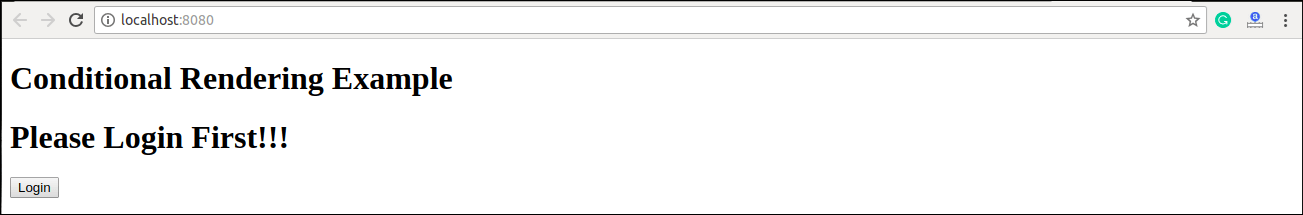 localhost:8080
Conditional Rendering Example
Please Login First!!!
Login